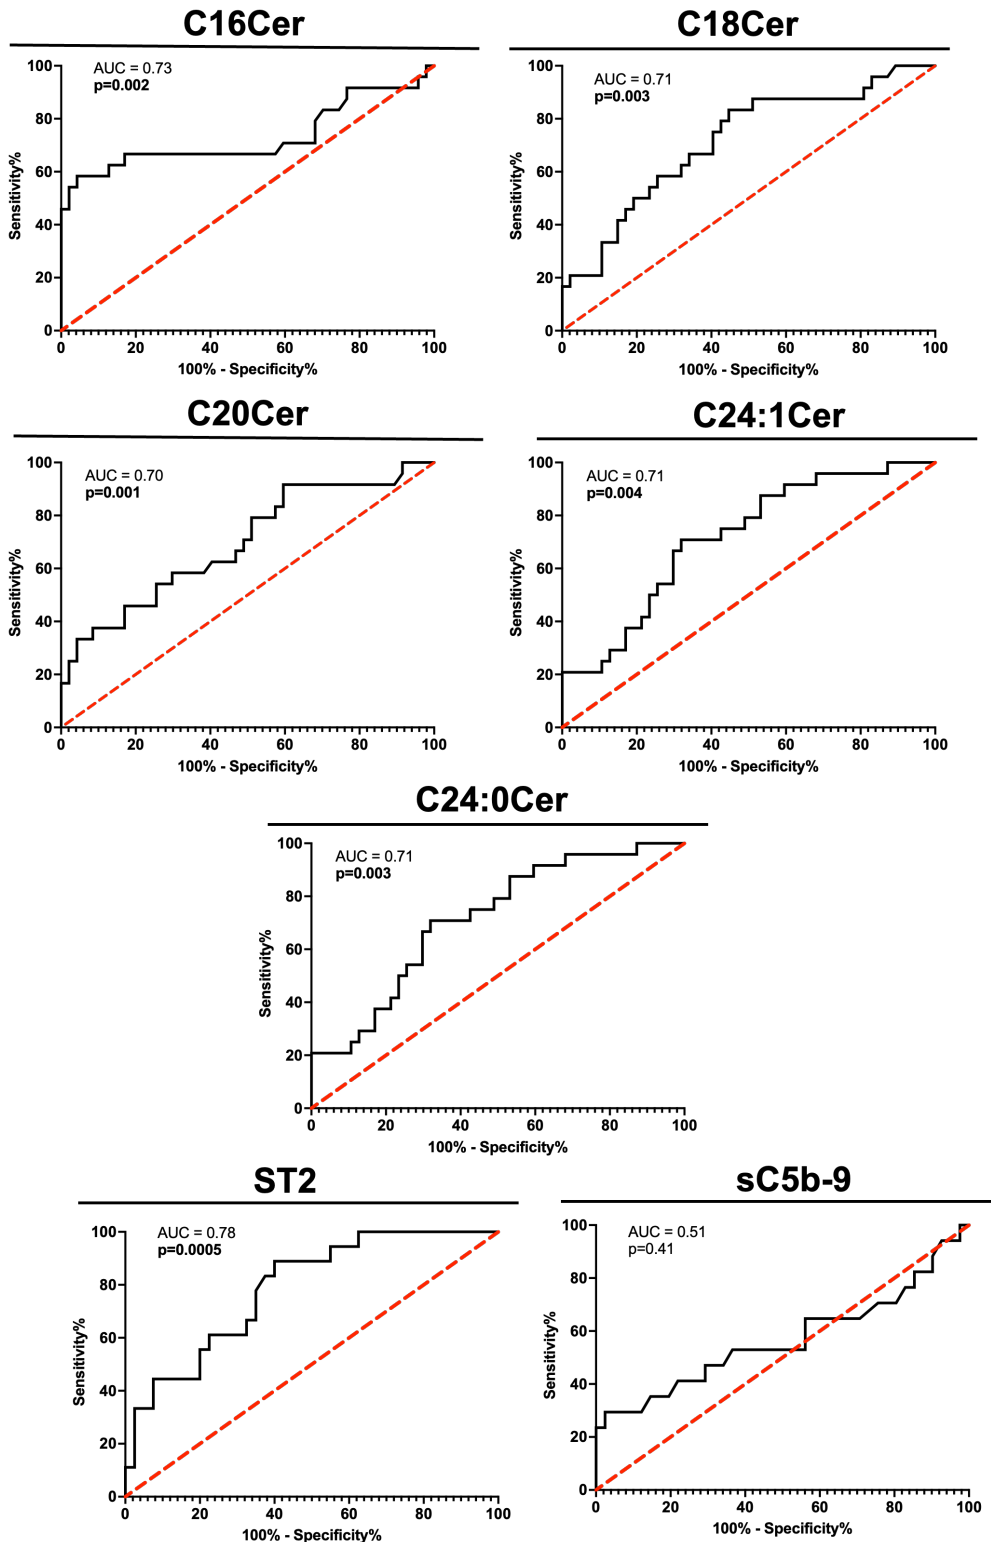 C16Cer
AUC = 0.73
p=0.002
Sensitivity%
100
80
60
40
20
0
0 20 40 60 80 100
100% - Specificity%
C18Cer
AUC = 0.71
p=0.003
Sensitivity%
100
80
60
40
20
0
0 20 40 60 80 100
100% - Specificity%
C20Cer
AUC = 0.70
p=0.001
Sensitivity%
100
80
60
40
20
0
0 20 40 60 80 100
100% - Specificity%
C24:1Cer
AUC = 0.71
p=0.004
Sensitivity%
100
80
60
40
20
0
0 20 40 60 80 100
100% - Specificity%
C24:0Cer
AUC = 0.71
p=0.003
Sensitivity%
100
80
60
40
20
0
0 20 40 60 80 100
100% - Specificity%
ST2
AUC = 0.78
p=0.0005
Sensitivity%
100
80
60
40
20
0
0 20 40 60 80 100
100% - Specificity%
sC5b-9
AUC = 0.51
p=0.41
Sensitivity%
100
80
60
40
20
0
0 20 40 60 80 100
100% - Specificity%